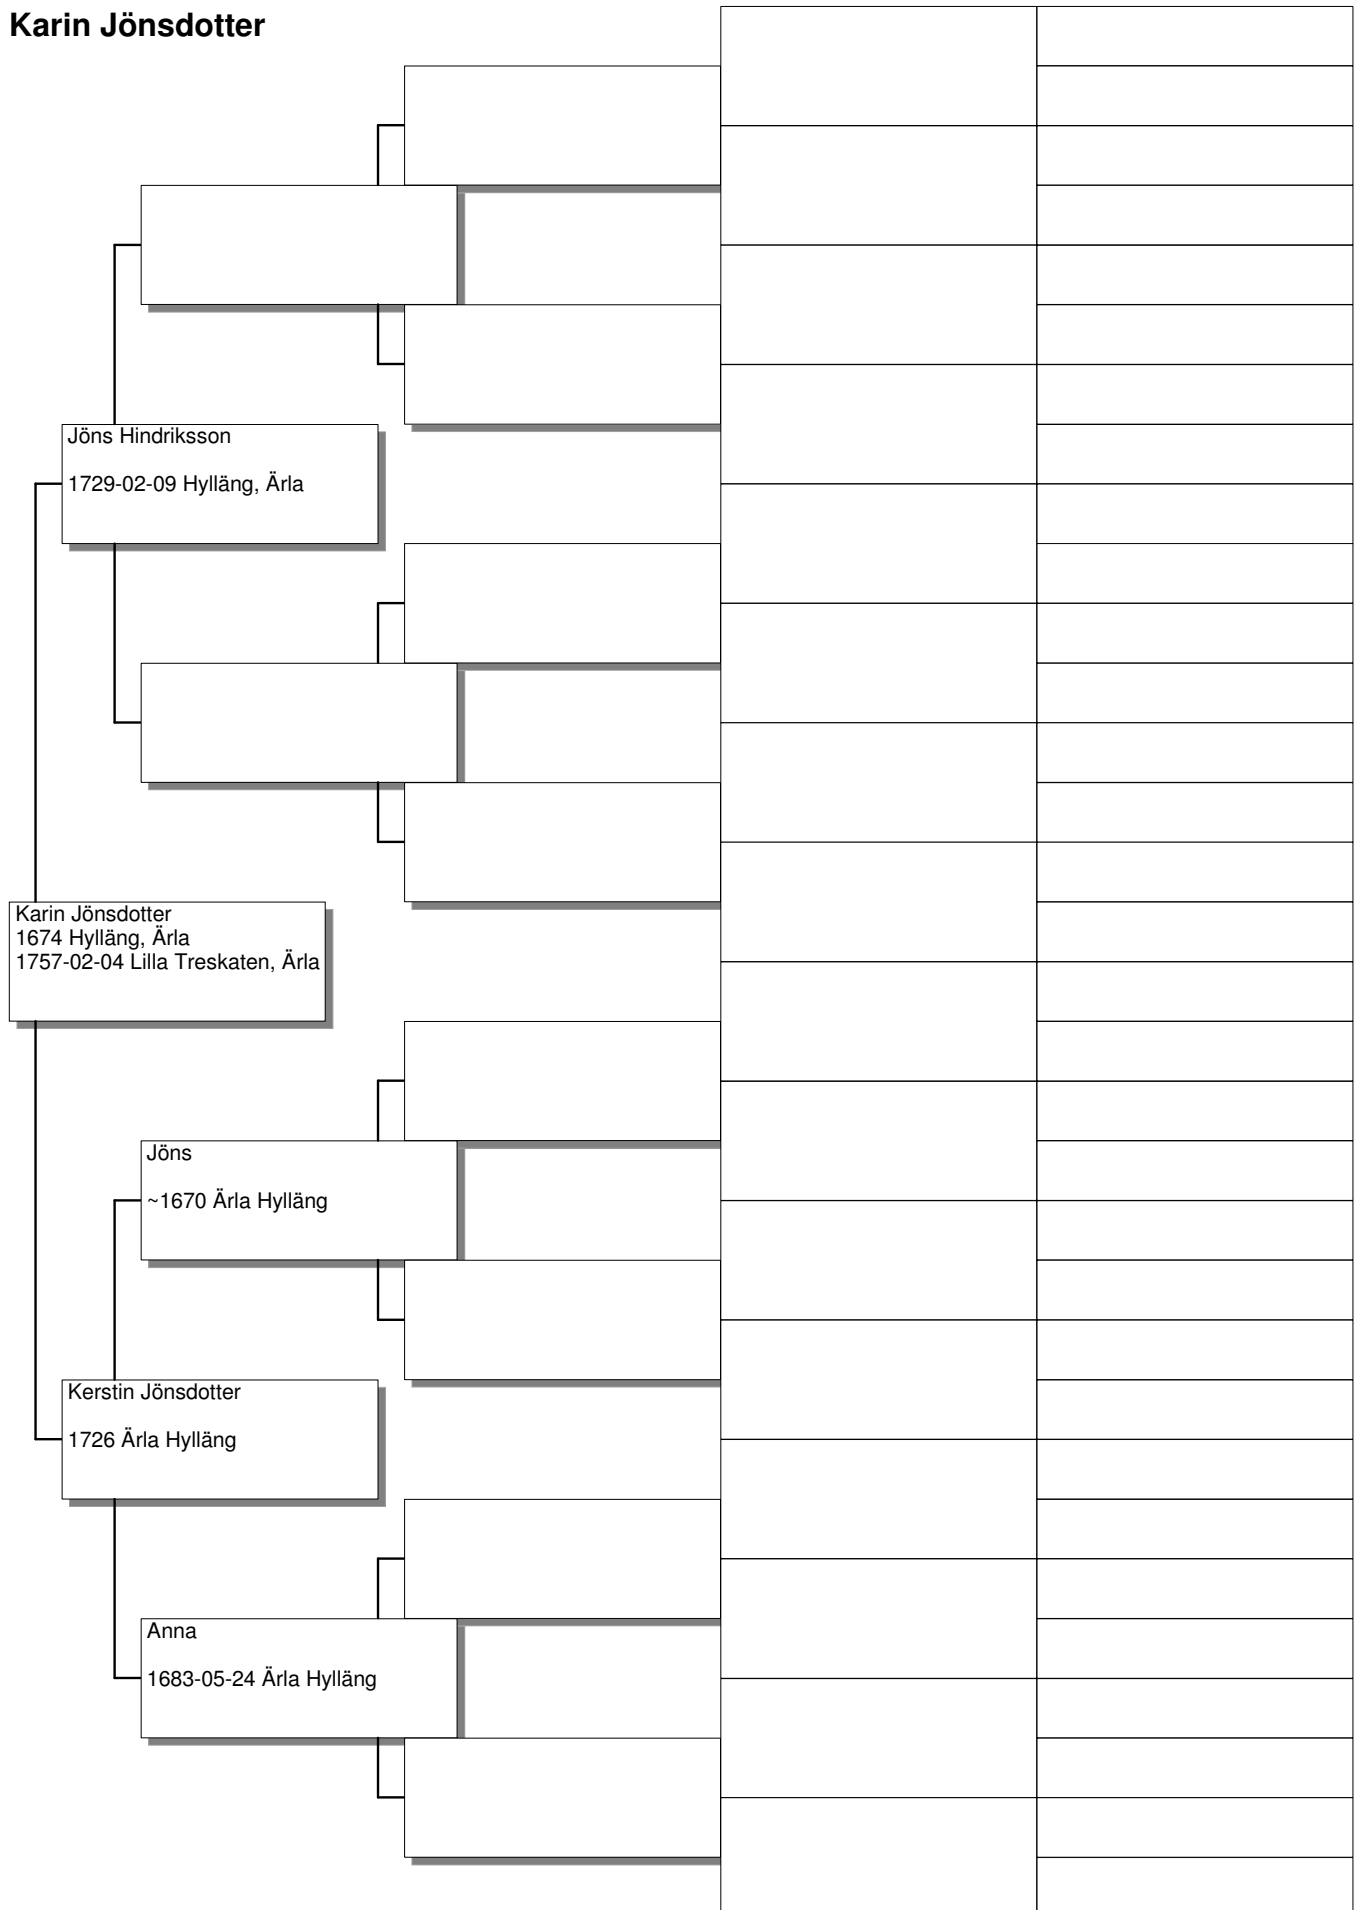 Karin Jönsdotter
Jöns Hindriksson
1729-02-09 Hylläng, Ärla
Karin Jönsdotter
1674 Hylläng, Ärla
1757-02-04 Lilla Treskaten, Ärla
Jöns
~1670 Ärla Hylläng
Kerstin Jönsdotter
1726 Ärla Hylläng
Anna
1683-05-24 Ärla Hylläng